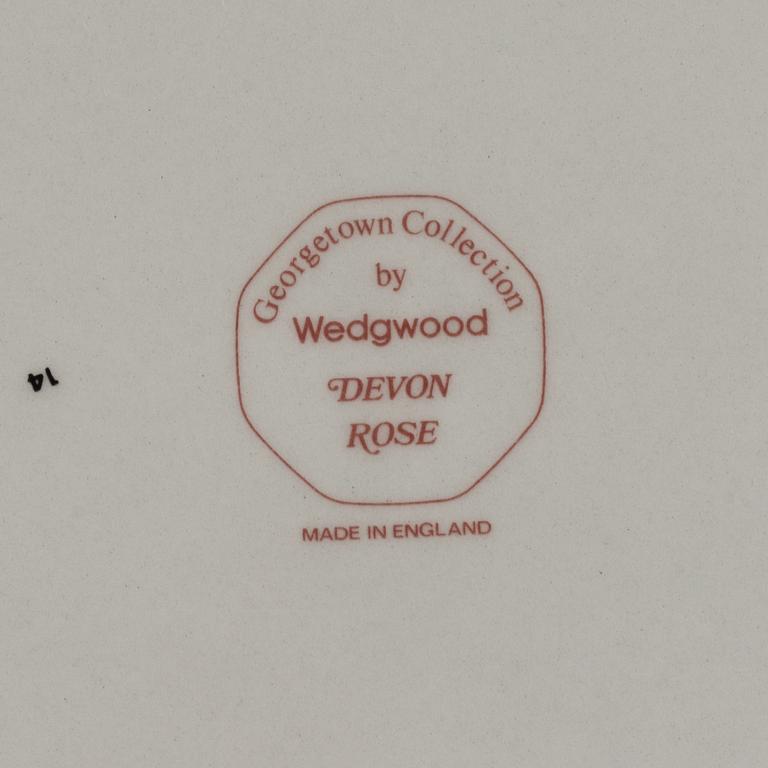 Georgetown Collection
by
Wedgwood
DEVON
ROSE
MADE IN ENGLAND
14